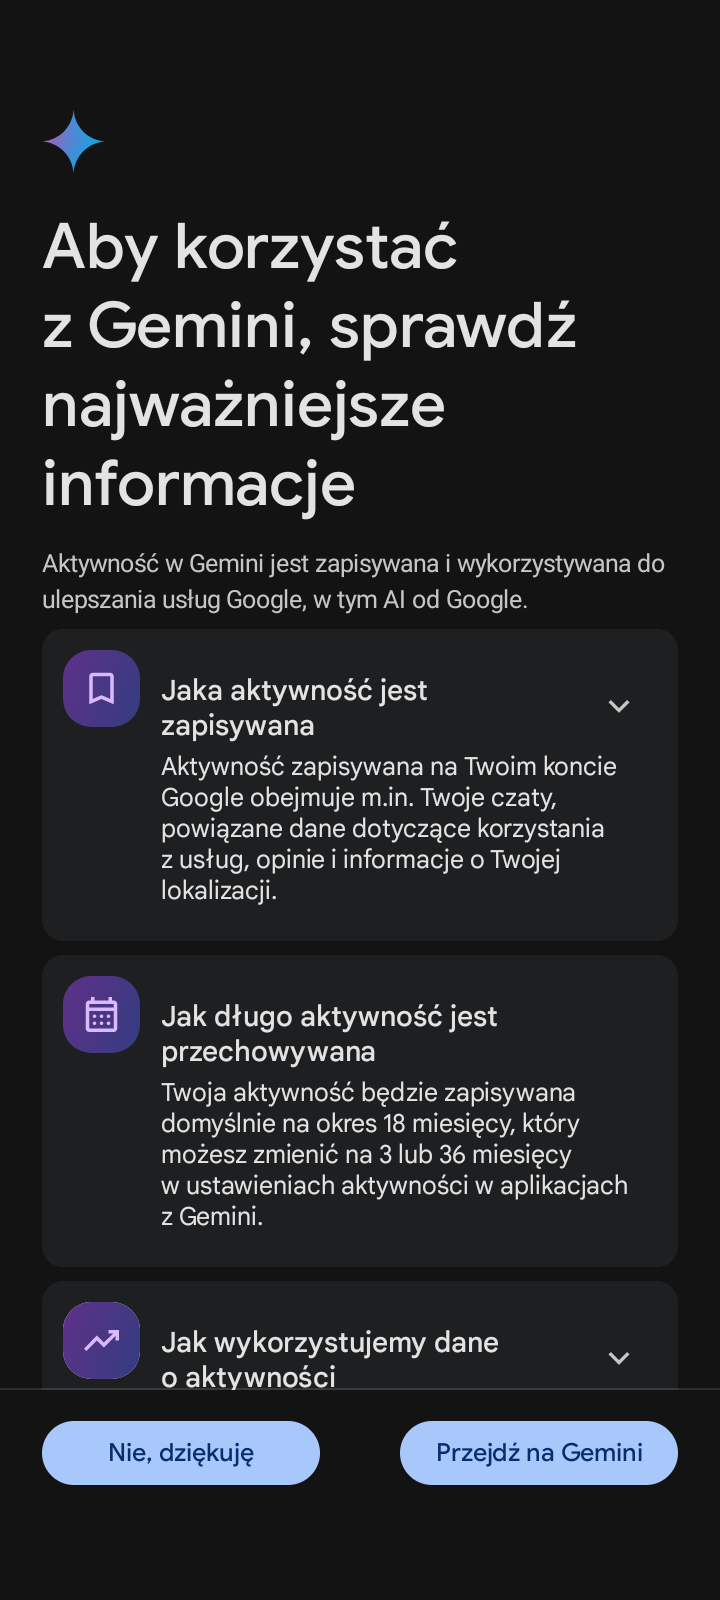 Aby korzystać
z Gemini, sprawdź
najważniejsze
informacje
Aktywność w Gemini jest zapisywana i wykorzystywana do
ulepszania usług Google, w tym AI od Google.
Jaka aktywność jest
zapisywana
Aktywność zapisywana na Twoim koncie
Google obejmuje m.in. Twoje czaty,
powiązane dane dotyczące korzystania
z usług, opinie i informacje o Twojej
lokalizacji.
Jak długo aktywność jest
przechowywana
Twoja aktywność będzie zapisywana
domyślnie na okres 18 miesięcy, który
możesz zmienić na 3 lub 36 miesięcy
w ustawieniach aktywności w aplikacjach
z Gemini.
Jak wykorzystujemy dane
o aktywności
Nie, dziękuję
Przejdź na Gemini